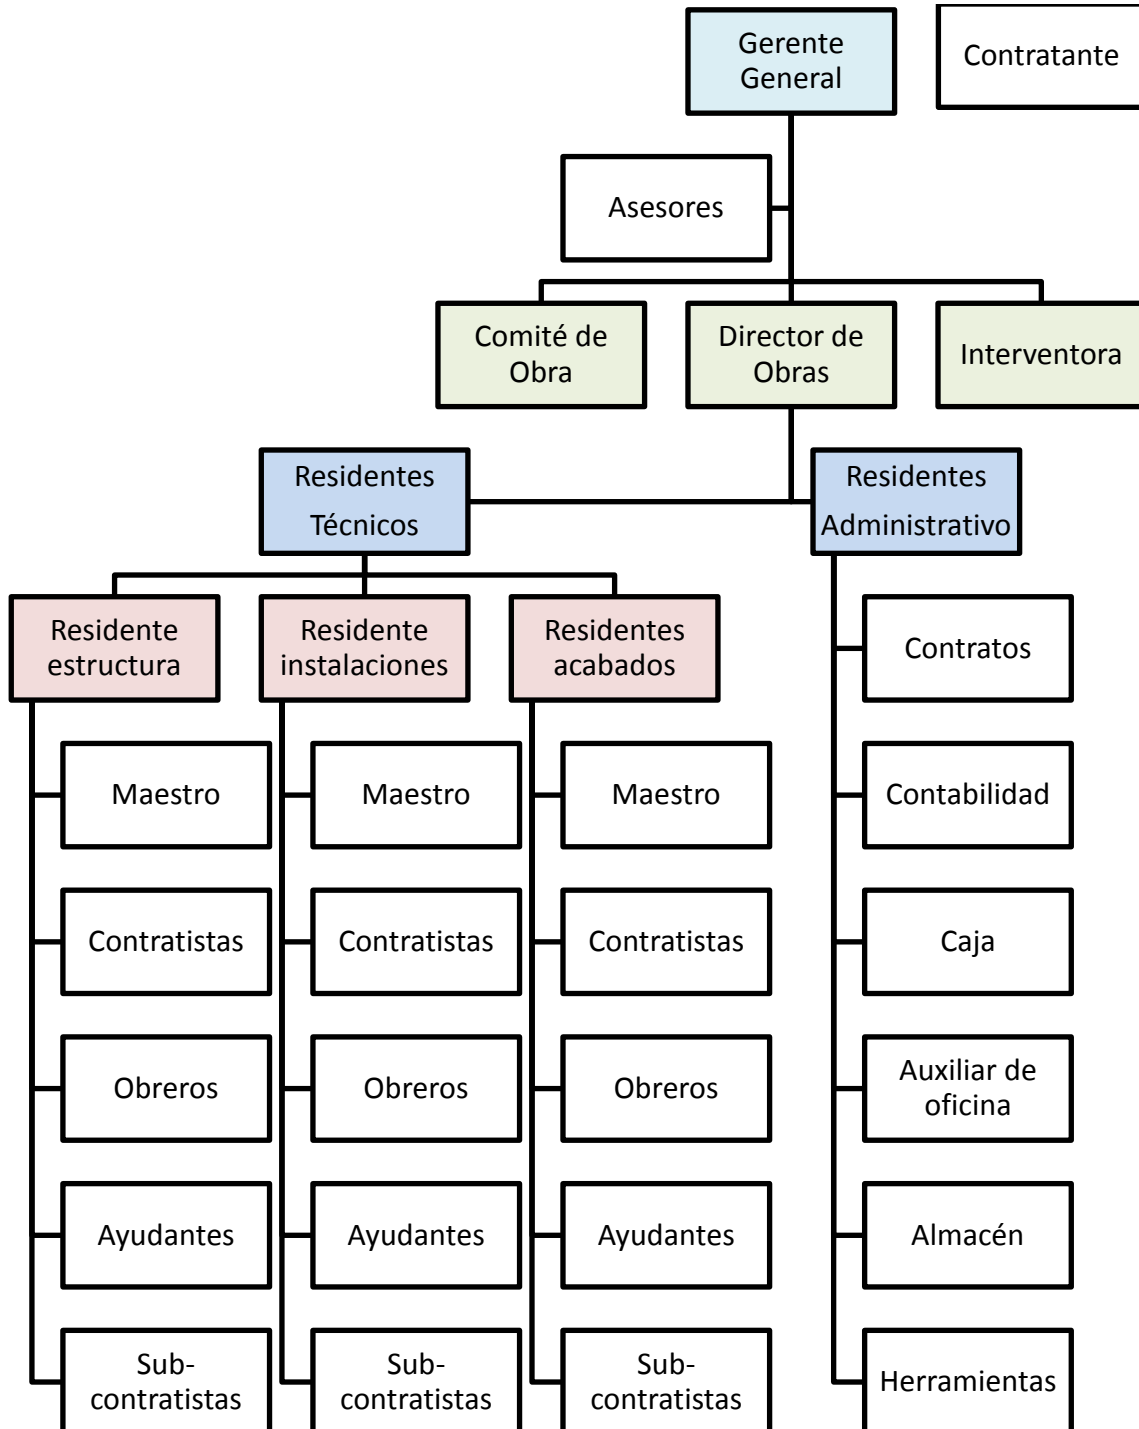 Gerente
General
Contratante
Asesores
Comité de
Obra
Director de
Obras
Interventora
Residentes
Técnicos
Residentes
Administrativo
Residente
estructura
Residente
instalaciones
Residentes
acabados
Contratos
Maestro
Maestro
Maestro
Contabilidad
Contratistas
Contratistas
Contratistas
Caja
Obreros
Obreros
Obreros
Auxiliar de
oficina
Ayudantes
Ayudantes
Ayudantes
Almacén
Sub-
contratistas
Sub-
contratistas
Sub-
contratistas
Herramientas